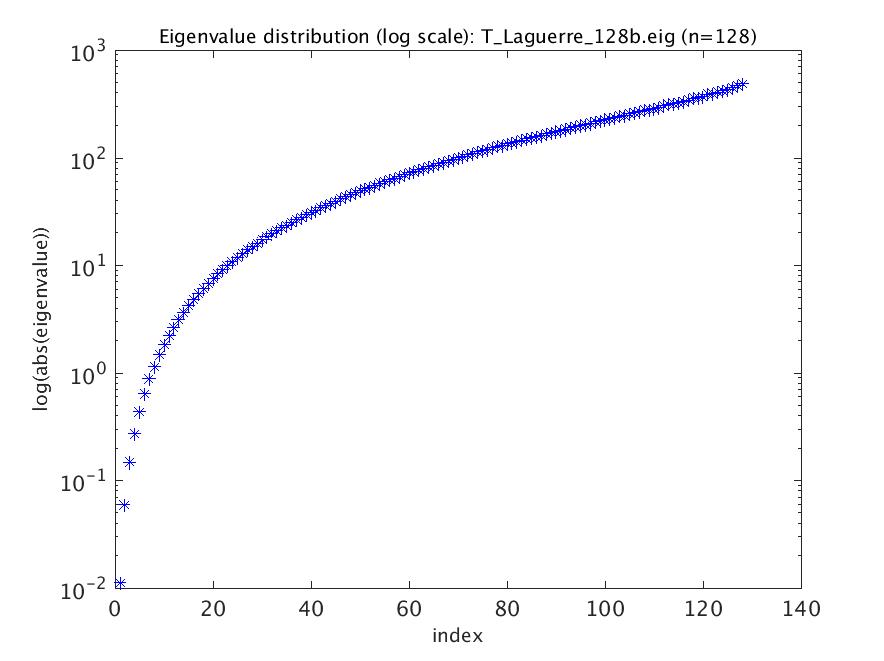 Eigenvalue distribution (log scale): T_Laguerre_128b.eig (n=128)
10^3
10^2
10^1
10^0
10^-1
10^-2
log(abs(eigenvalue))
0 20 40 60 80 100 120 140
index